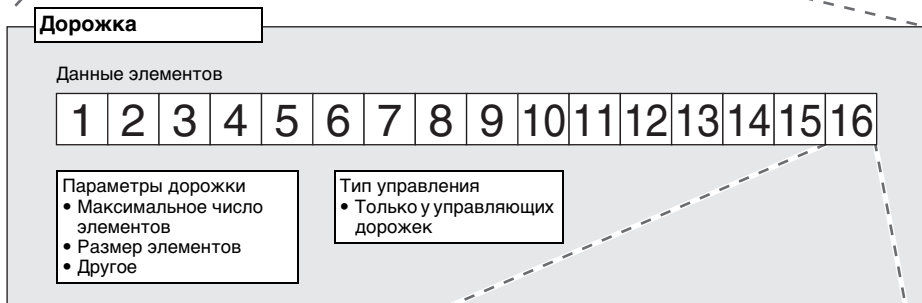 Дорожка
Данные элементов
1 2 3 4 5 6 7 8 9 10 11 12 13 14 15 16
Параметры дорожки
• Максимальное число
элементов
• Размер элементов
• Другое
Тип управления
• Только у управляющих
дорожек